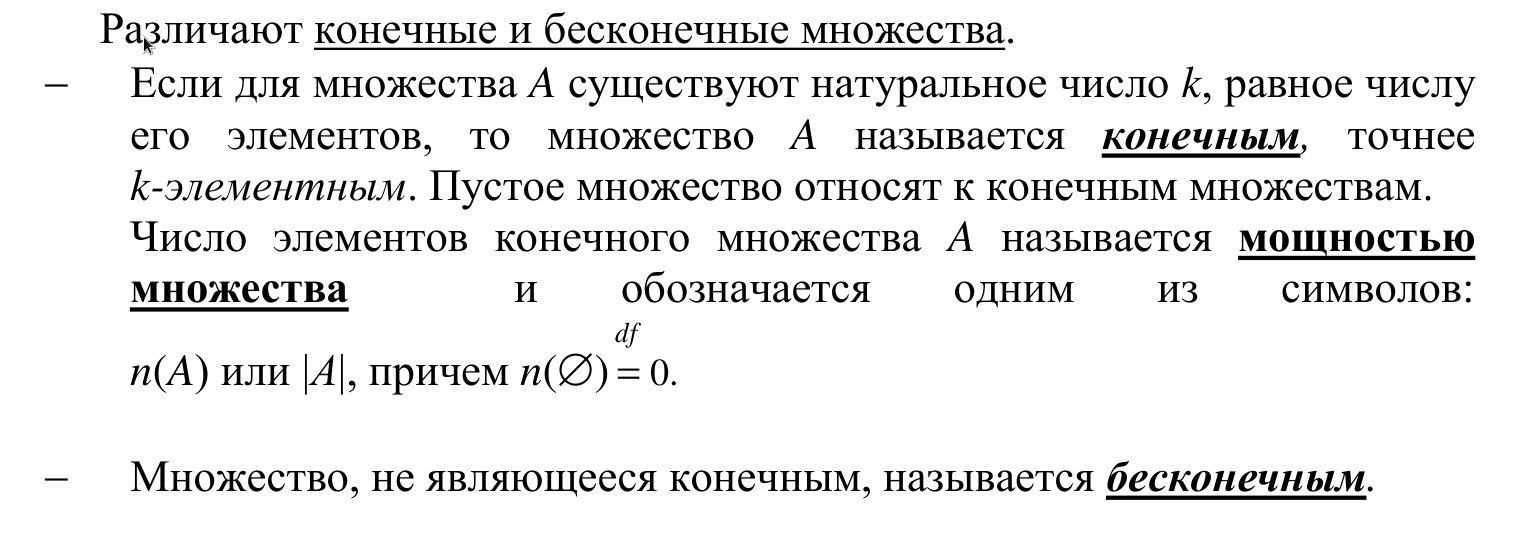 Различают конечные и бесконечные множества.
– Если для множества A существуют натуральное число k, равное числу
его элементов, то множество A называется конечным, точнее
k-элементным. Пустое множество относят к конечным множествам.
Число элементов конечного множества A называется мощностью
множества и обозначается одним из символов:
df
n(A) или |A|, причем n(∅) = 0.
– Множество, не являющееся конечным, называется бесконечным.